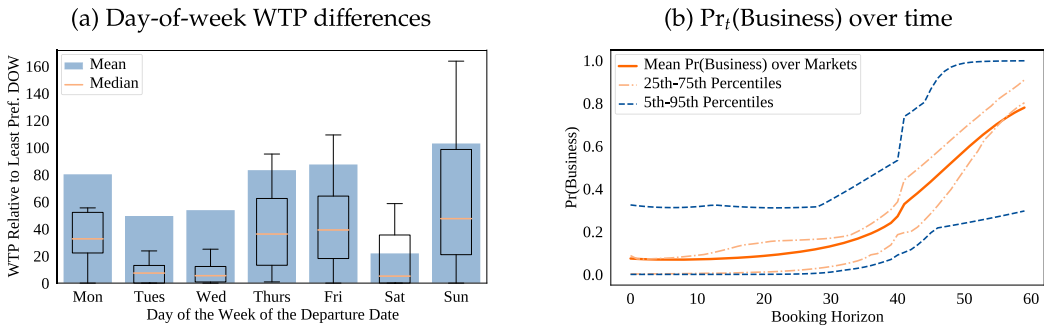 (a) Day-of-week WTP differences
WTP Relative to Least Pref. DOW
160
140
120
100
80
60
40
20
0
Mean
Median
Mon Tues Wed Thurs Fri Sat Sun
Day of the Week of the Departure Date
(b) Prₜ(Business) over time
Pr(Business)
1.0
0.8
0.6
0.4
0.2
0.0
Mean Pr(Business) over Markets
25th-75th Percentiles
5th-95th Percentiles
0 10 20 30 40 50 60
Booking Horizon